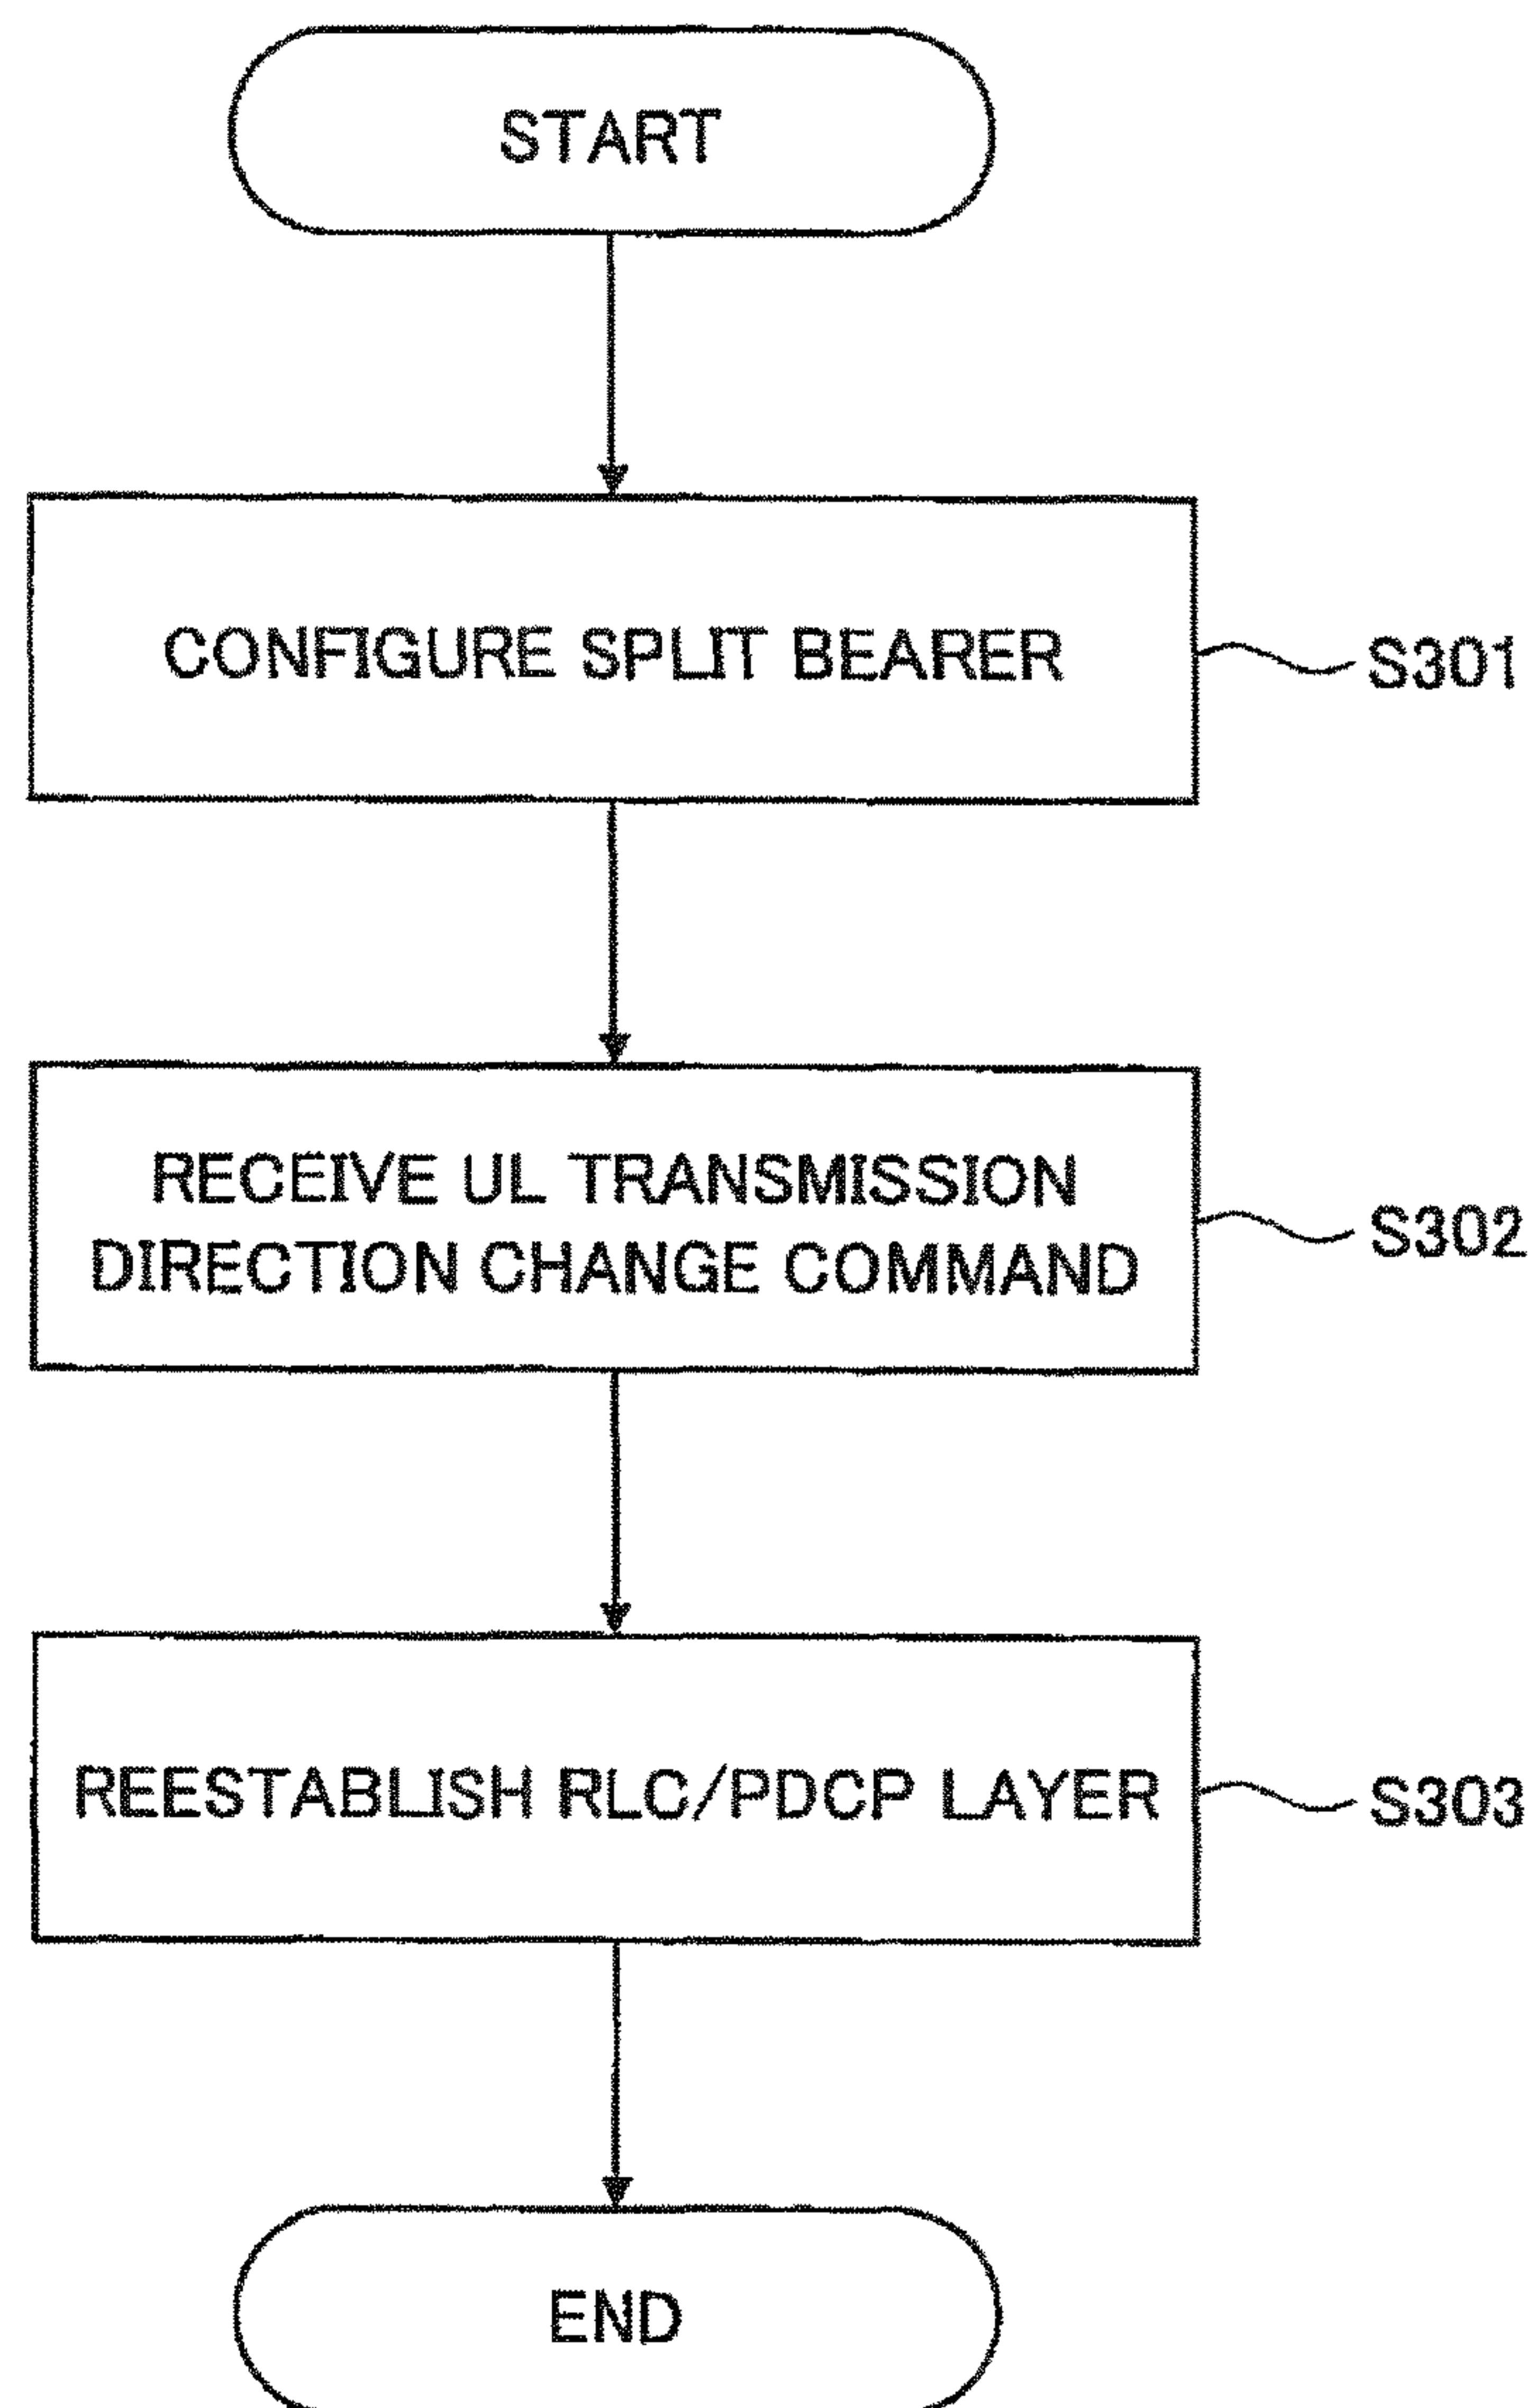 START
CONFIGURE SPLIT BEARER
S301
RECEIVE UL TRANSMISSION
DIRECTION CHANGE COMMAND
S302
REESTABLISH RLC/PDCP LAYER
S303
END